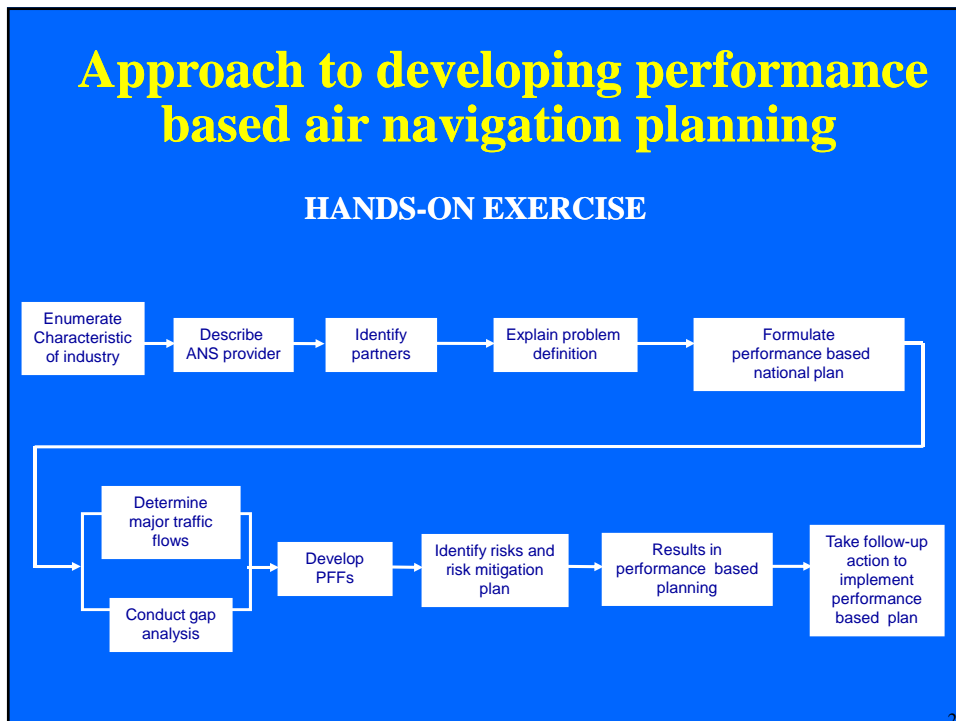 Approach to developing performance
based air navigation planning
HANDS-ON EXERCISE
Enumerate
Characteristic
of industry
Describe
ANS provider
Identify
partners
Explain problem
definition
Formulate
performance based
national plan
Determine
major traffic
flows
Conduct gap
analysis
Develop
PFFs
Identify risks and
risk mitigation
plan
Results in
performance based
planning
Take follow-up
action to
implement
performance
based plan